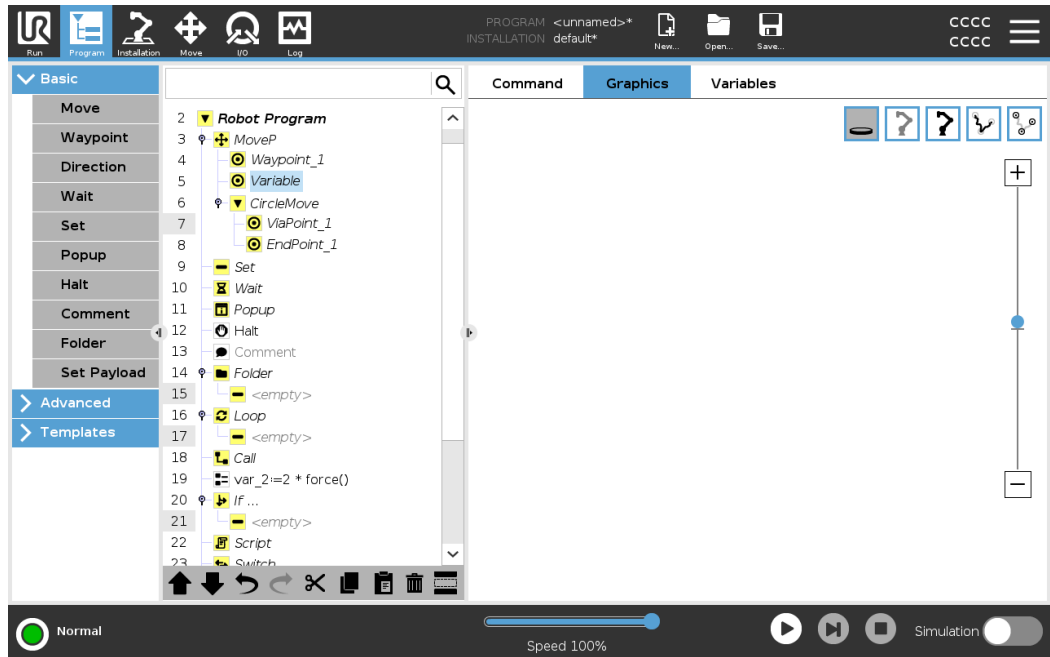 PROGRAM <unnamed>*
INSTALLATION default*
Run
Program
Installation
Move
I/O
Log
New...
Open...
Save...
cccc
cccc
Basic
Move
Waypoint
Direction
Wait
Set
Popup
Halt
Comment
Folder
Set Payload
Advanced
Templates
2 Robot Program
3 MoveP
4 Waypoint_1
5 Variable
6 CircleMove
7 ViaPoint_1
8 EndPoint_1
9 Set
10 Wait
11 Popup
12 Halt
13 Comment
14 Folder
15 <empty>
16 Loop
17 <empty>
18 Call
19 var_2:=2 * force()
20 If ...
21 <empty>
22 Script
23 Switch
Command
Graphics
Variables
Normal
Speed 100%
Simulation